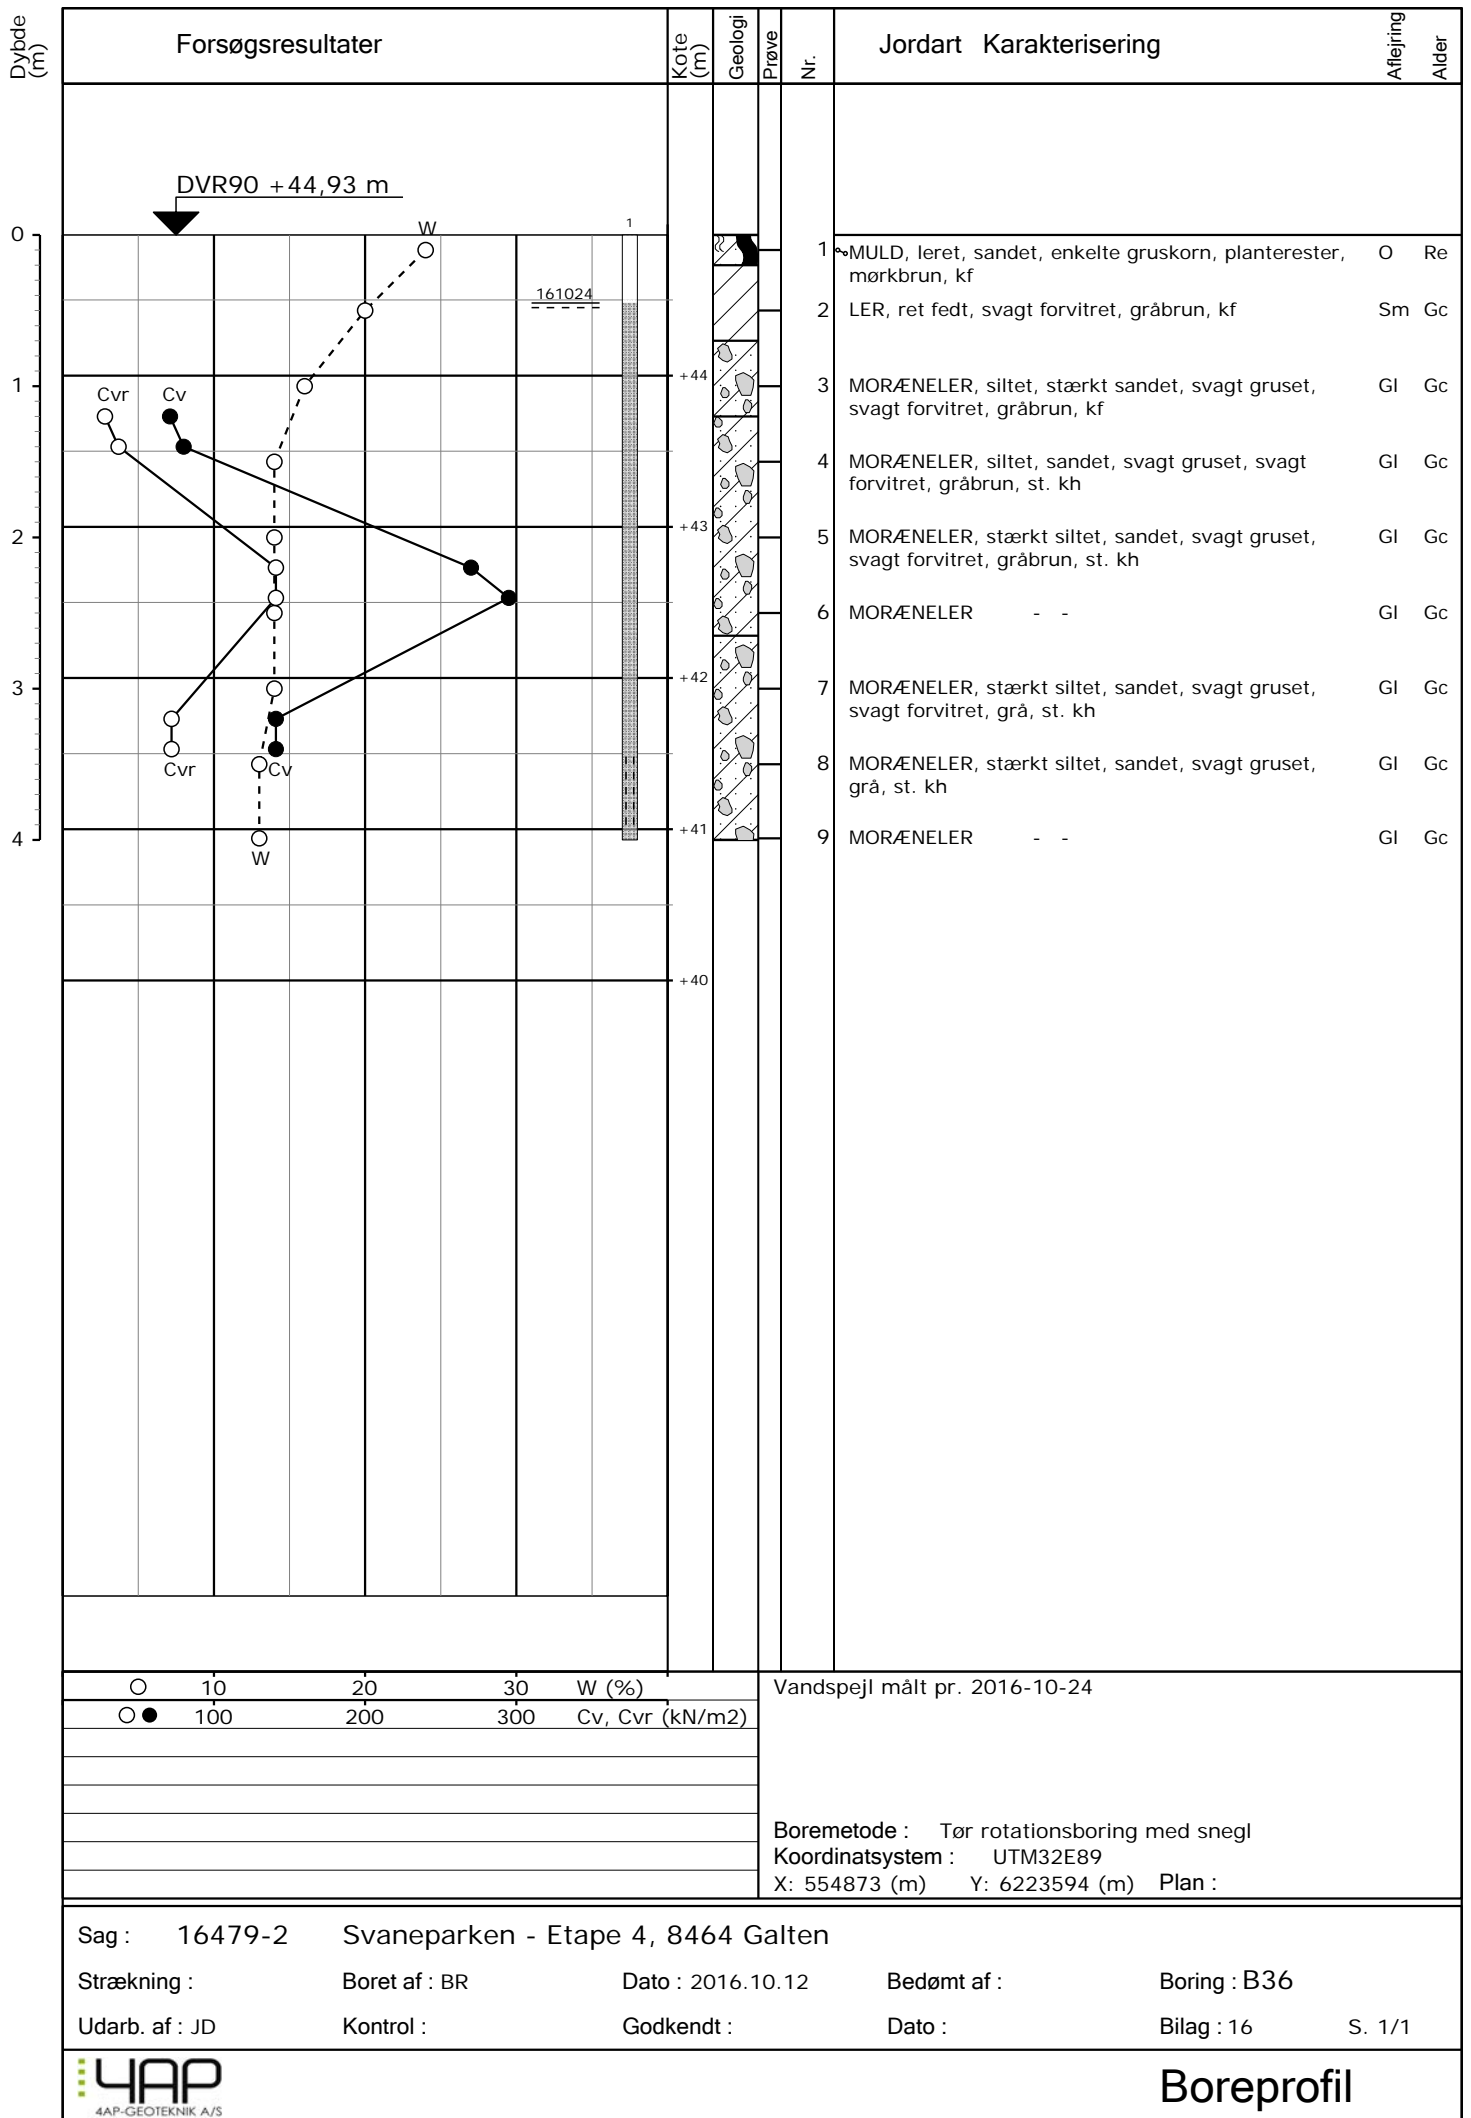 Dybde (m)
Forsøgsresultater
Kote (m)
Geologi
Prøve
Nr.
Jordart Karakterisering
Aflejring
Alder
DVR90 +44,93 m
0
W
1
1 MULD, leret, sandet, enkelte gruskorn, planterester, O Re
mørkbrun, kf
161024
2 LER, ret fedt, svagt forvitret, gråbrun, kf Sm Gc
+44
1
Cvr Cv
3 MORÆNELER, siltet, stærkt sandet, svagt gruset, Gl Gc
svagt forvitret, gråbrun, kf
4 MORÆNELER, siltet, sandet, svagt gruset, svagt Gl Gc
forvitret, gråbrun, st. kh
+43
2
5 MORÆNELER, stærkt siltet, sandet, svagt gruset, Gl Gc
svagt forvitret, gråbrun, st. kh
6 MORÆNELER - - Gl Gc
+42
3
7 MORÆNELER, stærkt siltet, sandet, svagt gruset, Gl Gc
svagt forvitret, grå, st. kh
Cvr Cv
8 MORÆNELER, stærkt siltet, sandet, svagt gruset, Gl Gc
grå, st. kh
+41
4
W
9 MORÆNELER - - Gl Gc
+40
10 20 30 W (%)
100 200 300 Cv, Cvr (kN/m2)
Vandspejl målt pr. 2016-10-24
Boremetode : Tør rotationsboring med snegl
Koordinatsystem : UTM32E89
X: 554873 (m) Y: 6223594 (m) Plan :
Sag : 16479-2 Svaneparken - Etape 4, 8464 Galten
Strækning : Boret af : BR Dato : 2016.10.12 Bedømt af : Boring : B36
Udarb. af : JD Kontrol : Godkendt : Dato : Bilag : 16 S. 1/1
4AP
4AP-GEOTEKNIK A/S
Boreprofil